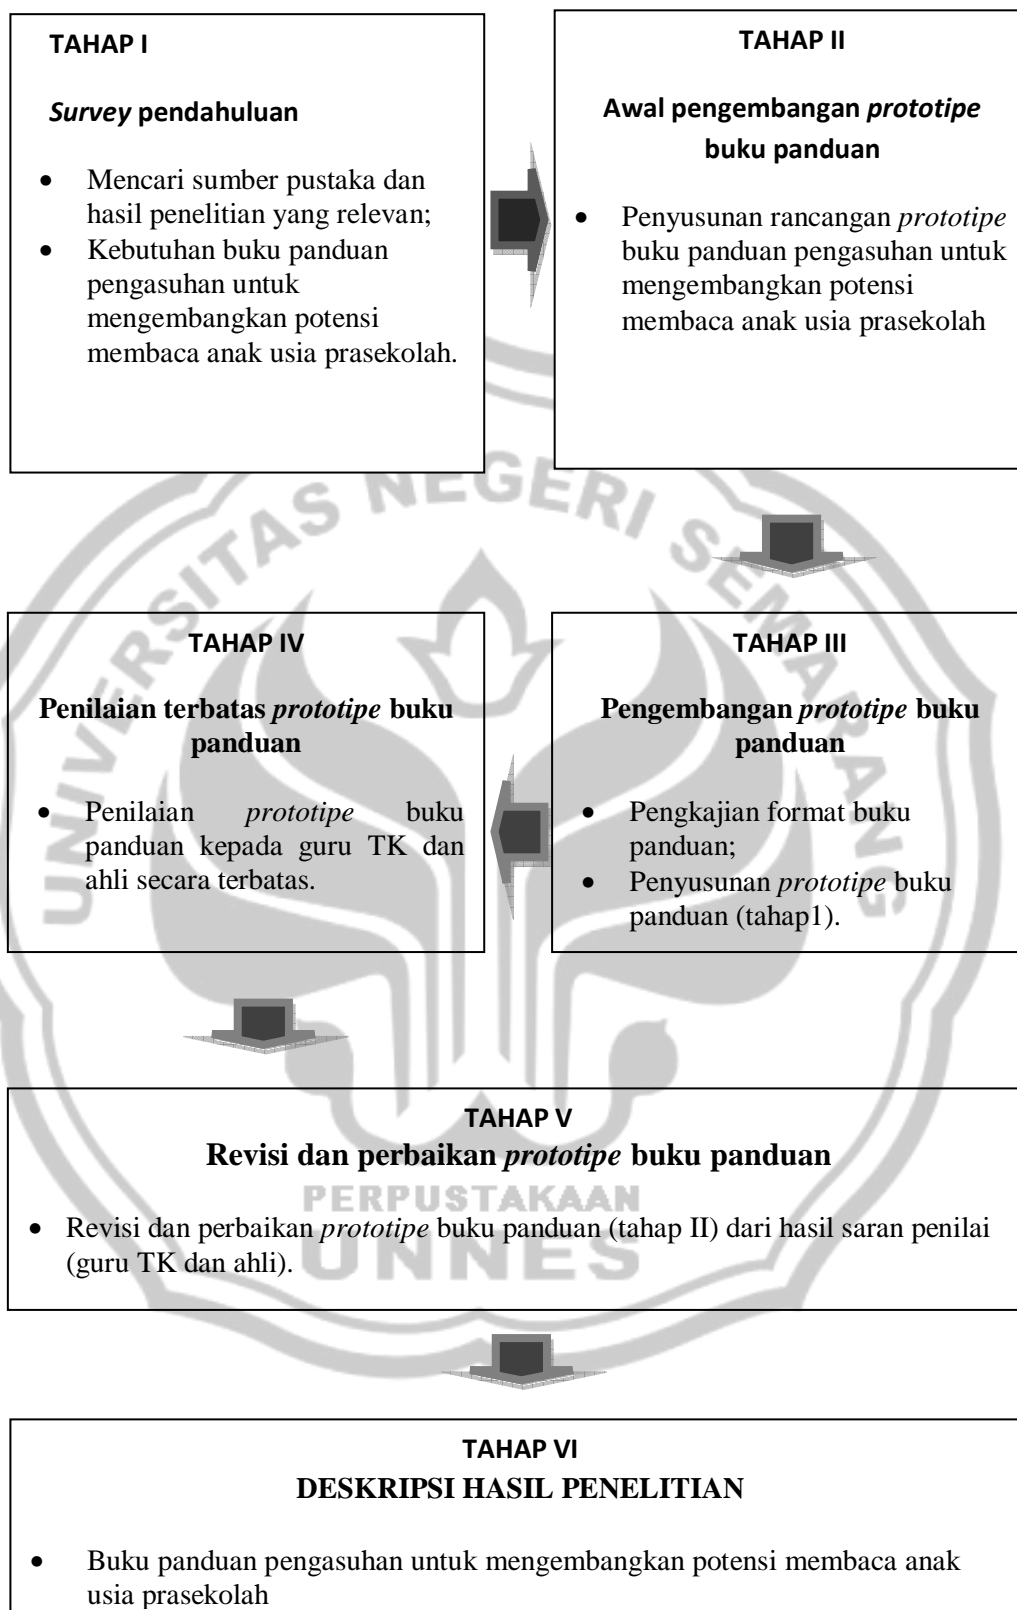 TAHAP I
Survey pendahuluan
• Mencari sumber pustaka dan
hasil penelitian yang relevan;
• Kebutuhan buku panduan
pengasuhan untuk
mengembangkan potensi
membaca anak usia prasekolah.
TAHAP II
Awal pengembangan prototipe
buku panduan
• Penyusunan rancangan prototipe
buku panduan pengasuhan untuk
mengembangkan potensi
membaca anak usia prasekolah
UNIVERSITAS NEGERI SEMARANG
TAHAP III
Pengembangan prototipe buku
panduan
• Pengkajian format buku
panduan;
• Penyusunan prototipe buku
panduan (tahap1).
TAHAP IV
Penilaian terbatas prototipe buku
panduan
• Penilaian prototipe buku
panduan kepada guru TK dan
ahli secara terbatas.
TAHAP V
Revisi dan perbaikan prototipe buku panduan
PERPUSTAKAAN
• Revisi dan perbaikan prototipe buku panduan (tahap II) dari hasil saran penilai
(guru TK dan ahli).
UNNES
TAHAP VI
DESKRIPSI HASIL PENELITIAN
• Buku panduan pengasuhan untuk mengembangkan potensi membaca anak
usia prasekolah